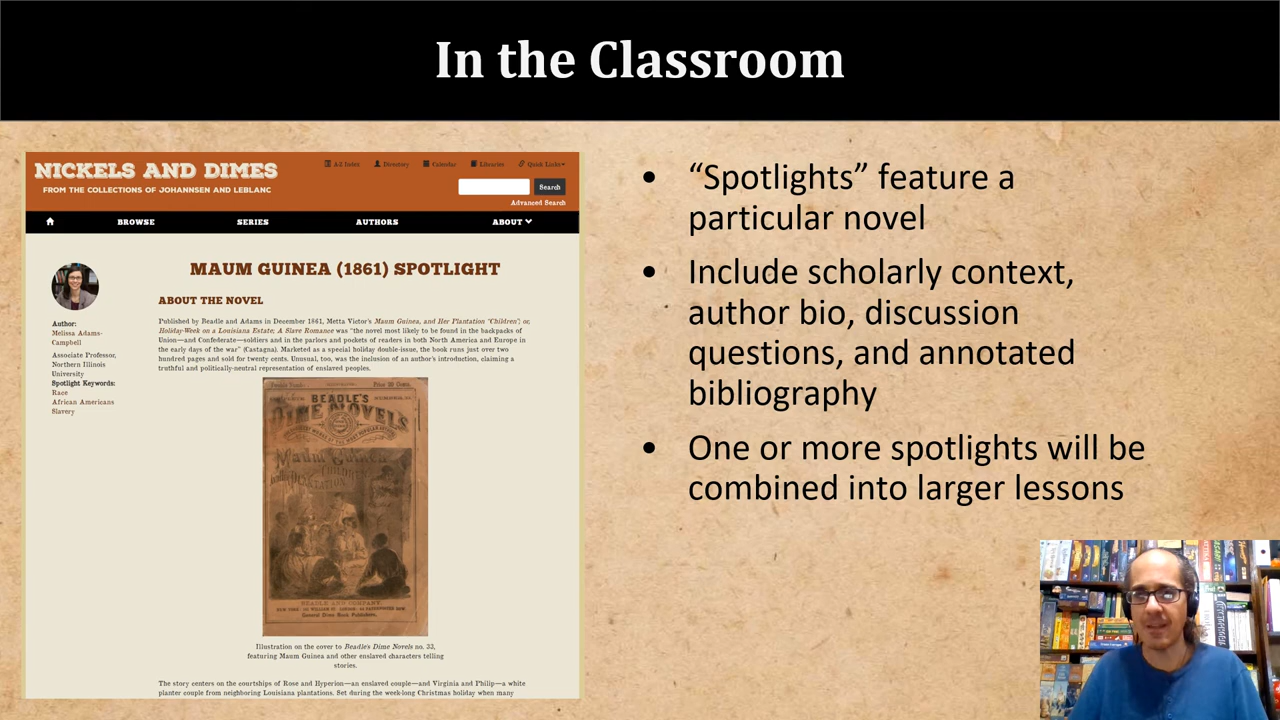 In the Classroom
NICKELS AND DIMES
FROM THE COLLECTIONS OF JOHANNSEN AND LEBLANC
A-Z Index Directory Calendar Libraries Quick Links
Search
Advanced Search
BROWSE SERIES AUTHORS ABOUT
MAUM GUINEA (1861) SPOTLIGHT
Author:
Melissa Adams-
Campbell
Associate Professor,
Northern Illinois
University
Spotlight Keywords:
Race
African Americans
Slavery
ABOUT THE NOVEL
Published by Beadle and Adams in December 1861, Metta Victor's Maum Guinea, and Her Plantation "Children"; or,
Holiday-Week on a Louisiana Estate; A Slave Romance was "the novel most likely to be found in the backpacks of
Union—and Confederate—soldiers and in the parlors and pockets of readers in both North America and Europe in
the early days of the war" (Castagna). Marketed as a special holiday double-issue, the book runs just over two
hundred pages and sold for twenty cents. Unusual, too, was the inclusion of an author's introduction, claiming a
truthful and politically-neutral representation of enslaved peoples.
BEADLE'S
DIME NOVELS
Maum Guinea
BEADLE AND COMPANY
General Dime Book Publishers.
Illustration on the cover to Beadle's Dime Novels no. 33,
featuring Maum Guinea and other enslaved characters telling
stories.
The story centers on the courtships of Rose and Hyperion—an enslaved couple—and Virginia and Philip—a white
planter couple from neighboring Louisiana plantations. Set during the week-long Christmas holiday when many
• “Spotlights” feature a
particular novel
• Include scholarly context,
author bio, discussion
questions, and annotated
bibliography
• One or more spotlights will be
combined into larger lessons